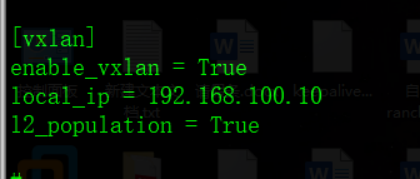 [vxlan]
enable_vxlan = True
local_ip = 192.168.100.10
l2_population = True
#